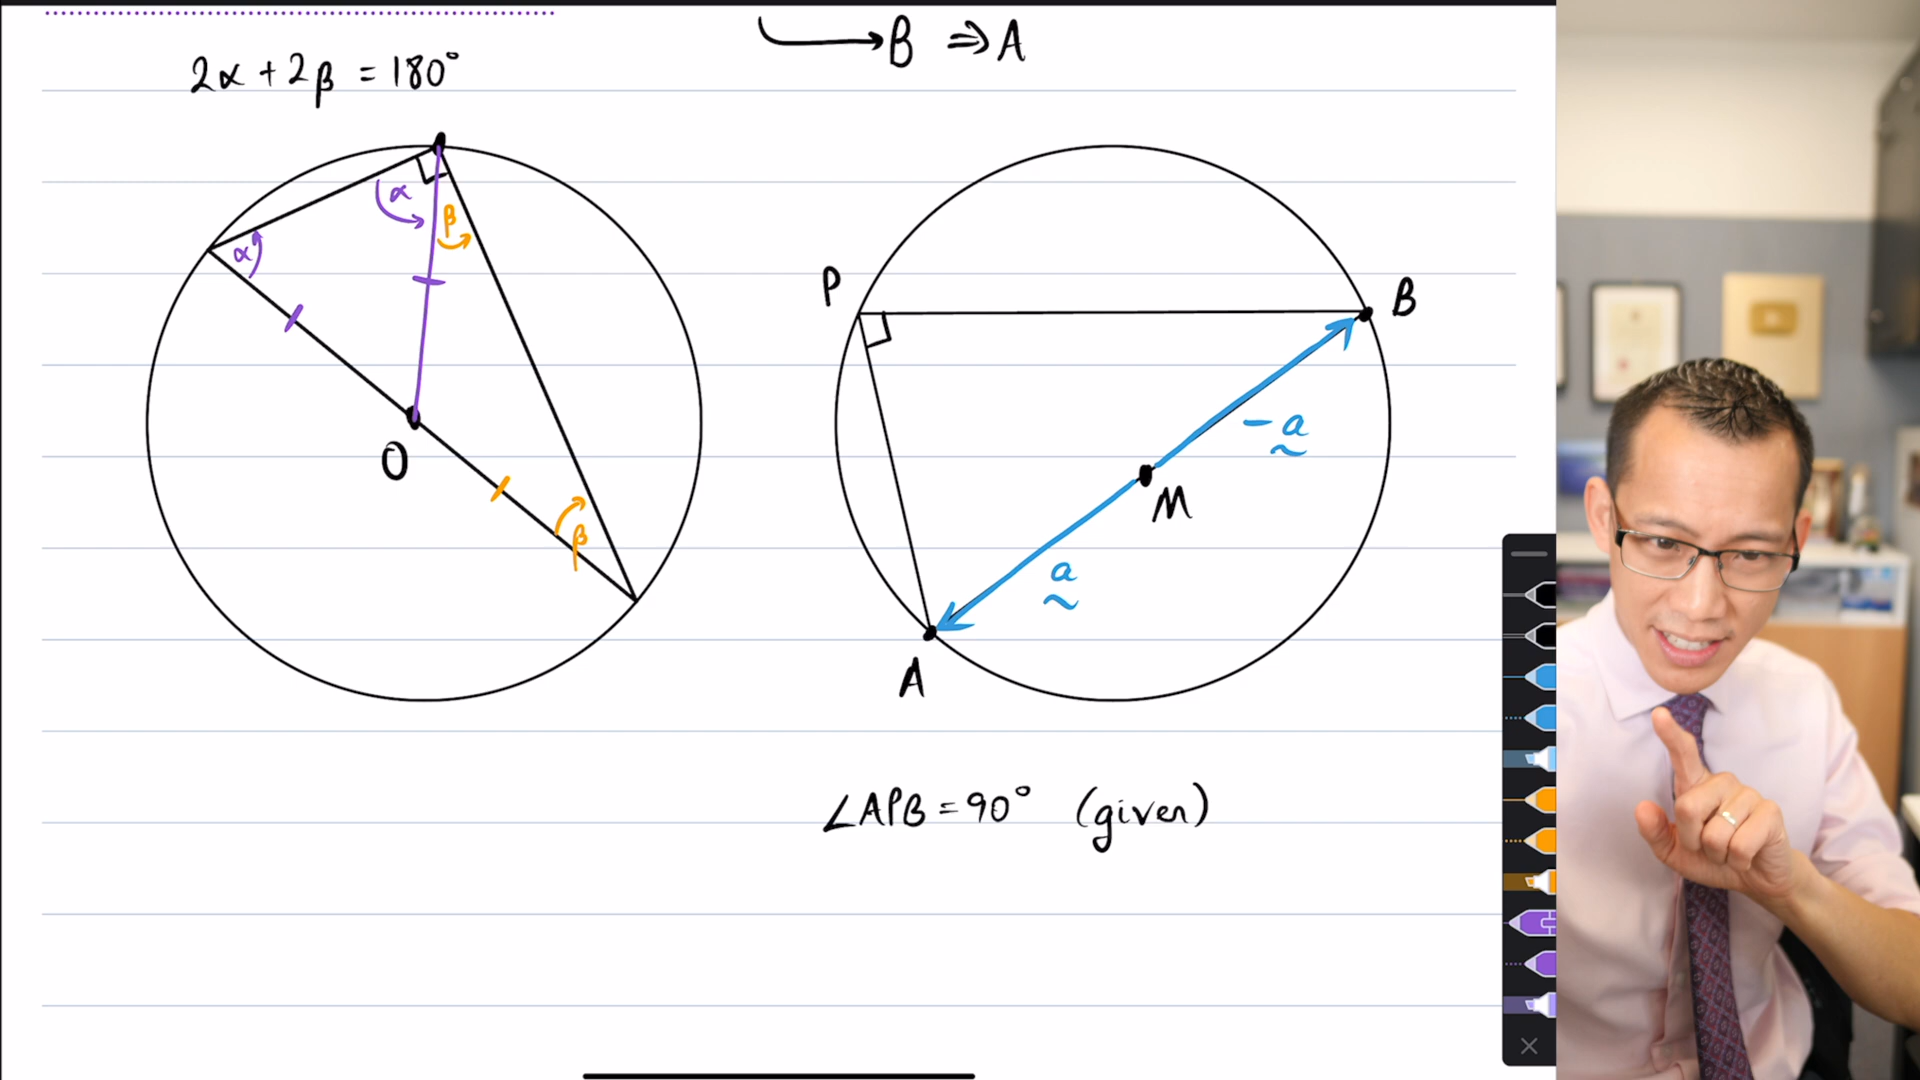 B ⇒ A
2α + 2β = 180°
α
β
α
P
B
-a
O
M
β
a
A
∠APB = 90° (given)